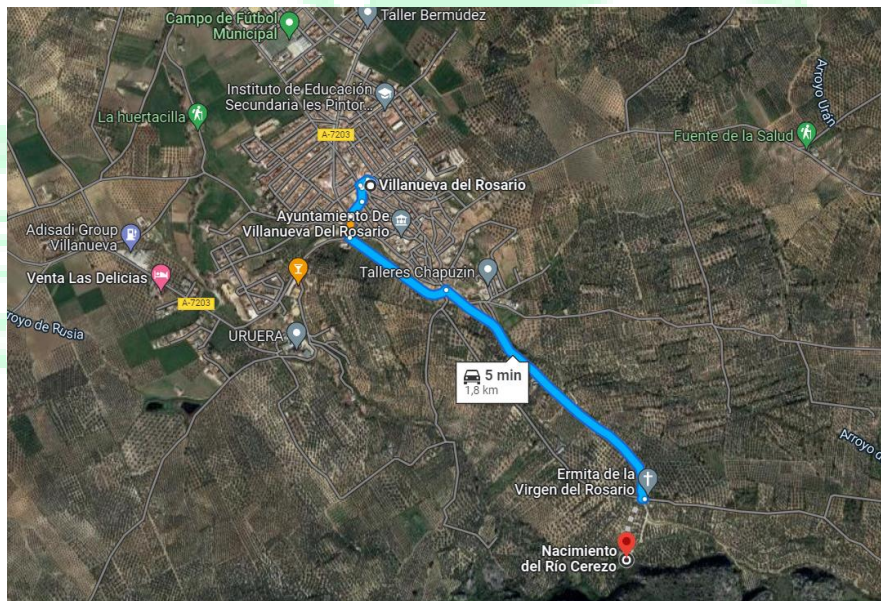 Campo de Fútbol
Municipal
Taller Bermúdez
Instituto de Educación
Secundaria Ies Pintor...
La huertacilla
A-7203
Arroyo Urán
Fuente de la Salud
Villanueva del Rosario
Ayuntamiento De
Villanueva Del Rosario
Adisadi Group
Villanueva
Talleres Chapúzin
Venta Las Delicias
A-7203
rroyo de Rusia
URUERA
5 min
1,8 km
Arroyo d
Ermita de la
Virgen del Rosario
Nacimiento
del Río Cerezo